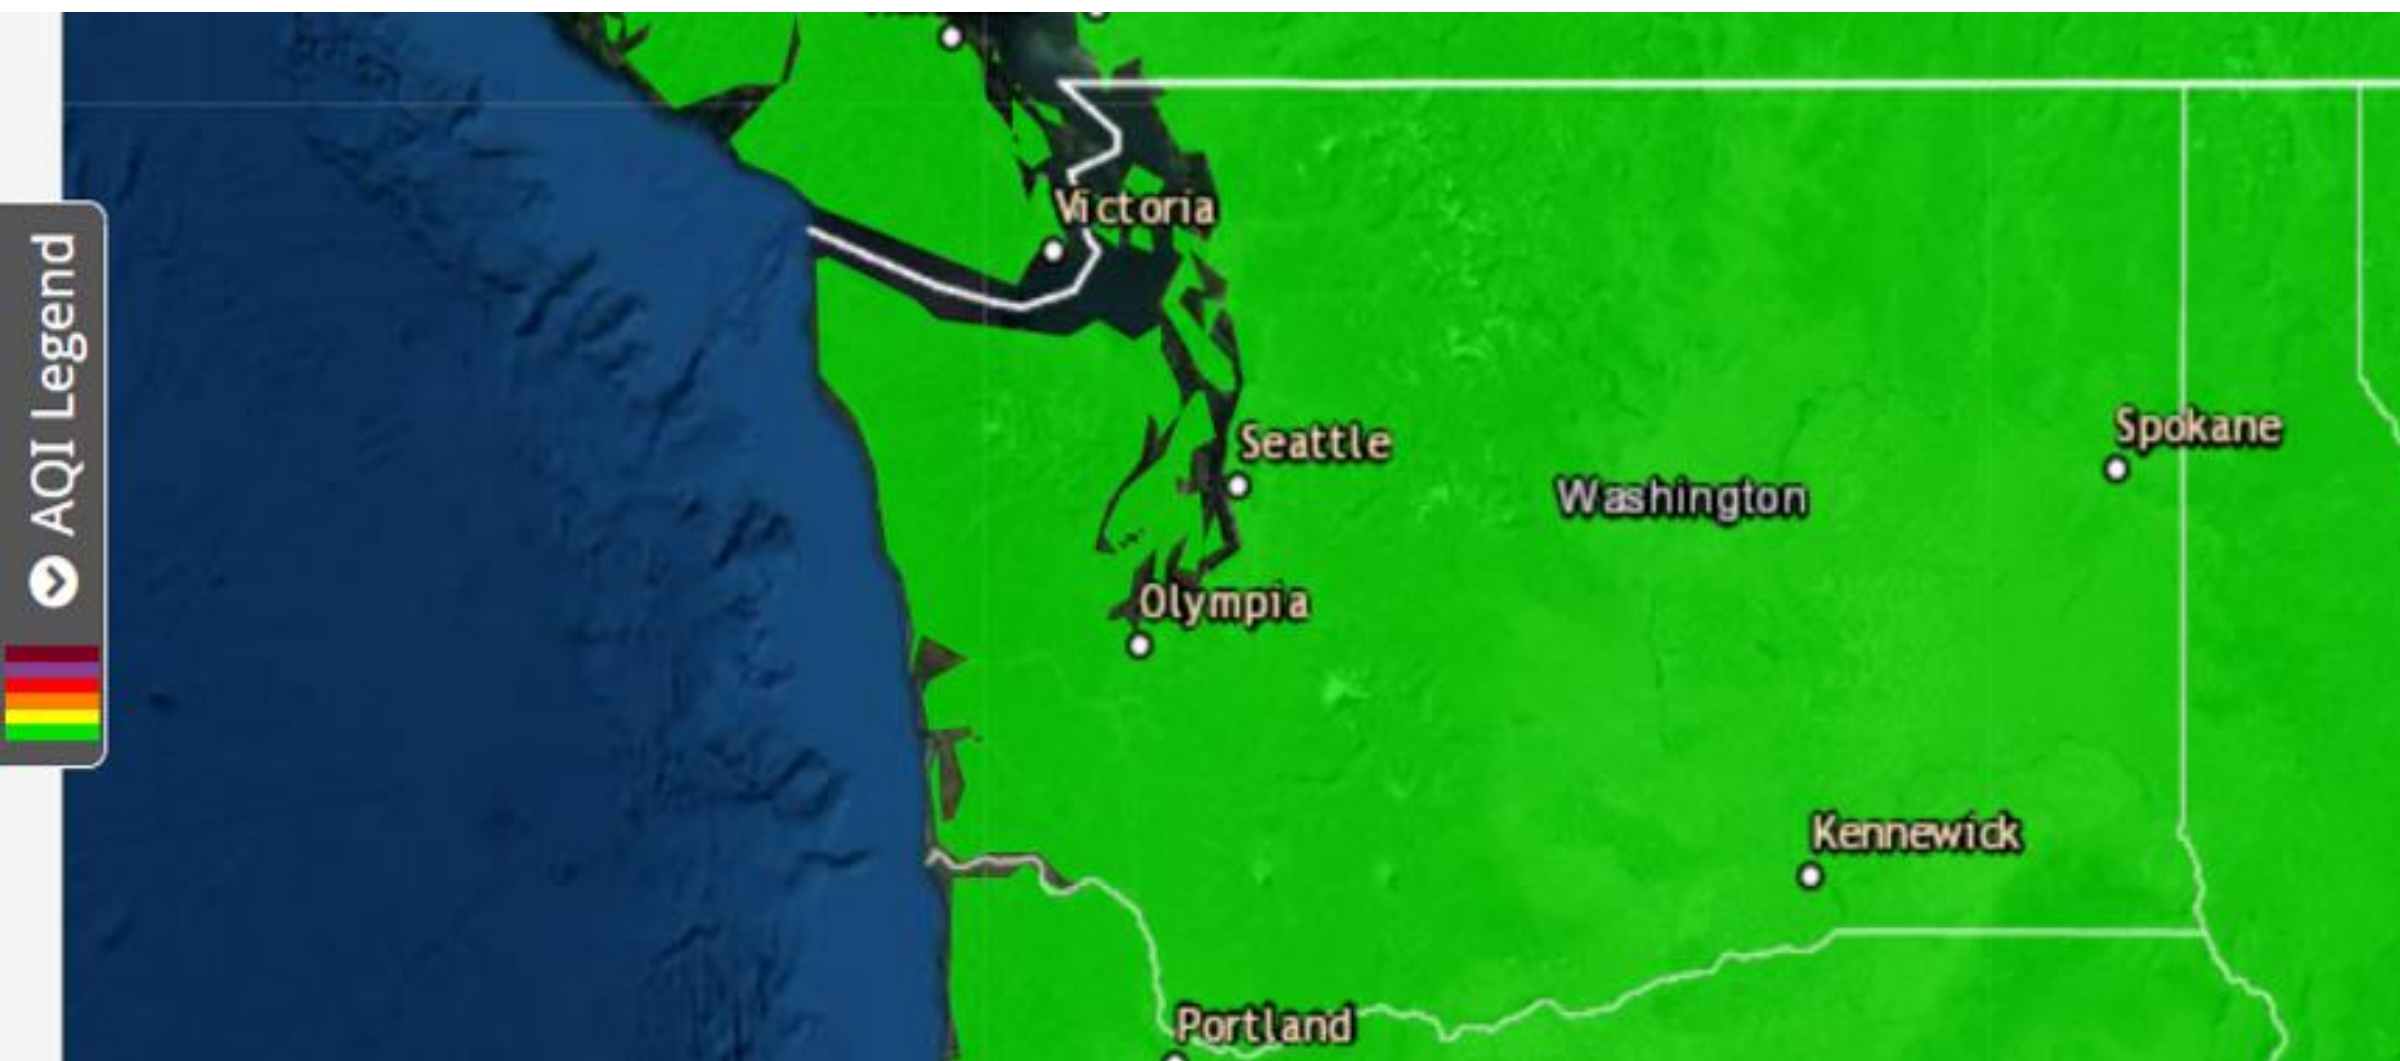 Victoria
AQI Legend
Seattle
Spokane
Washington
Olympia
Kennewick
Portland